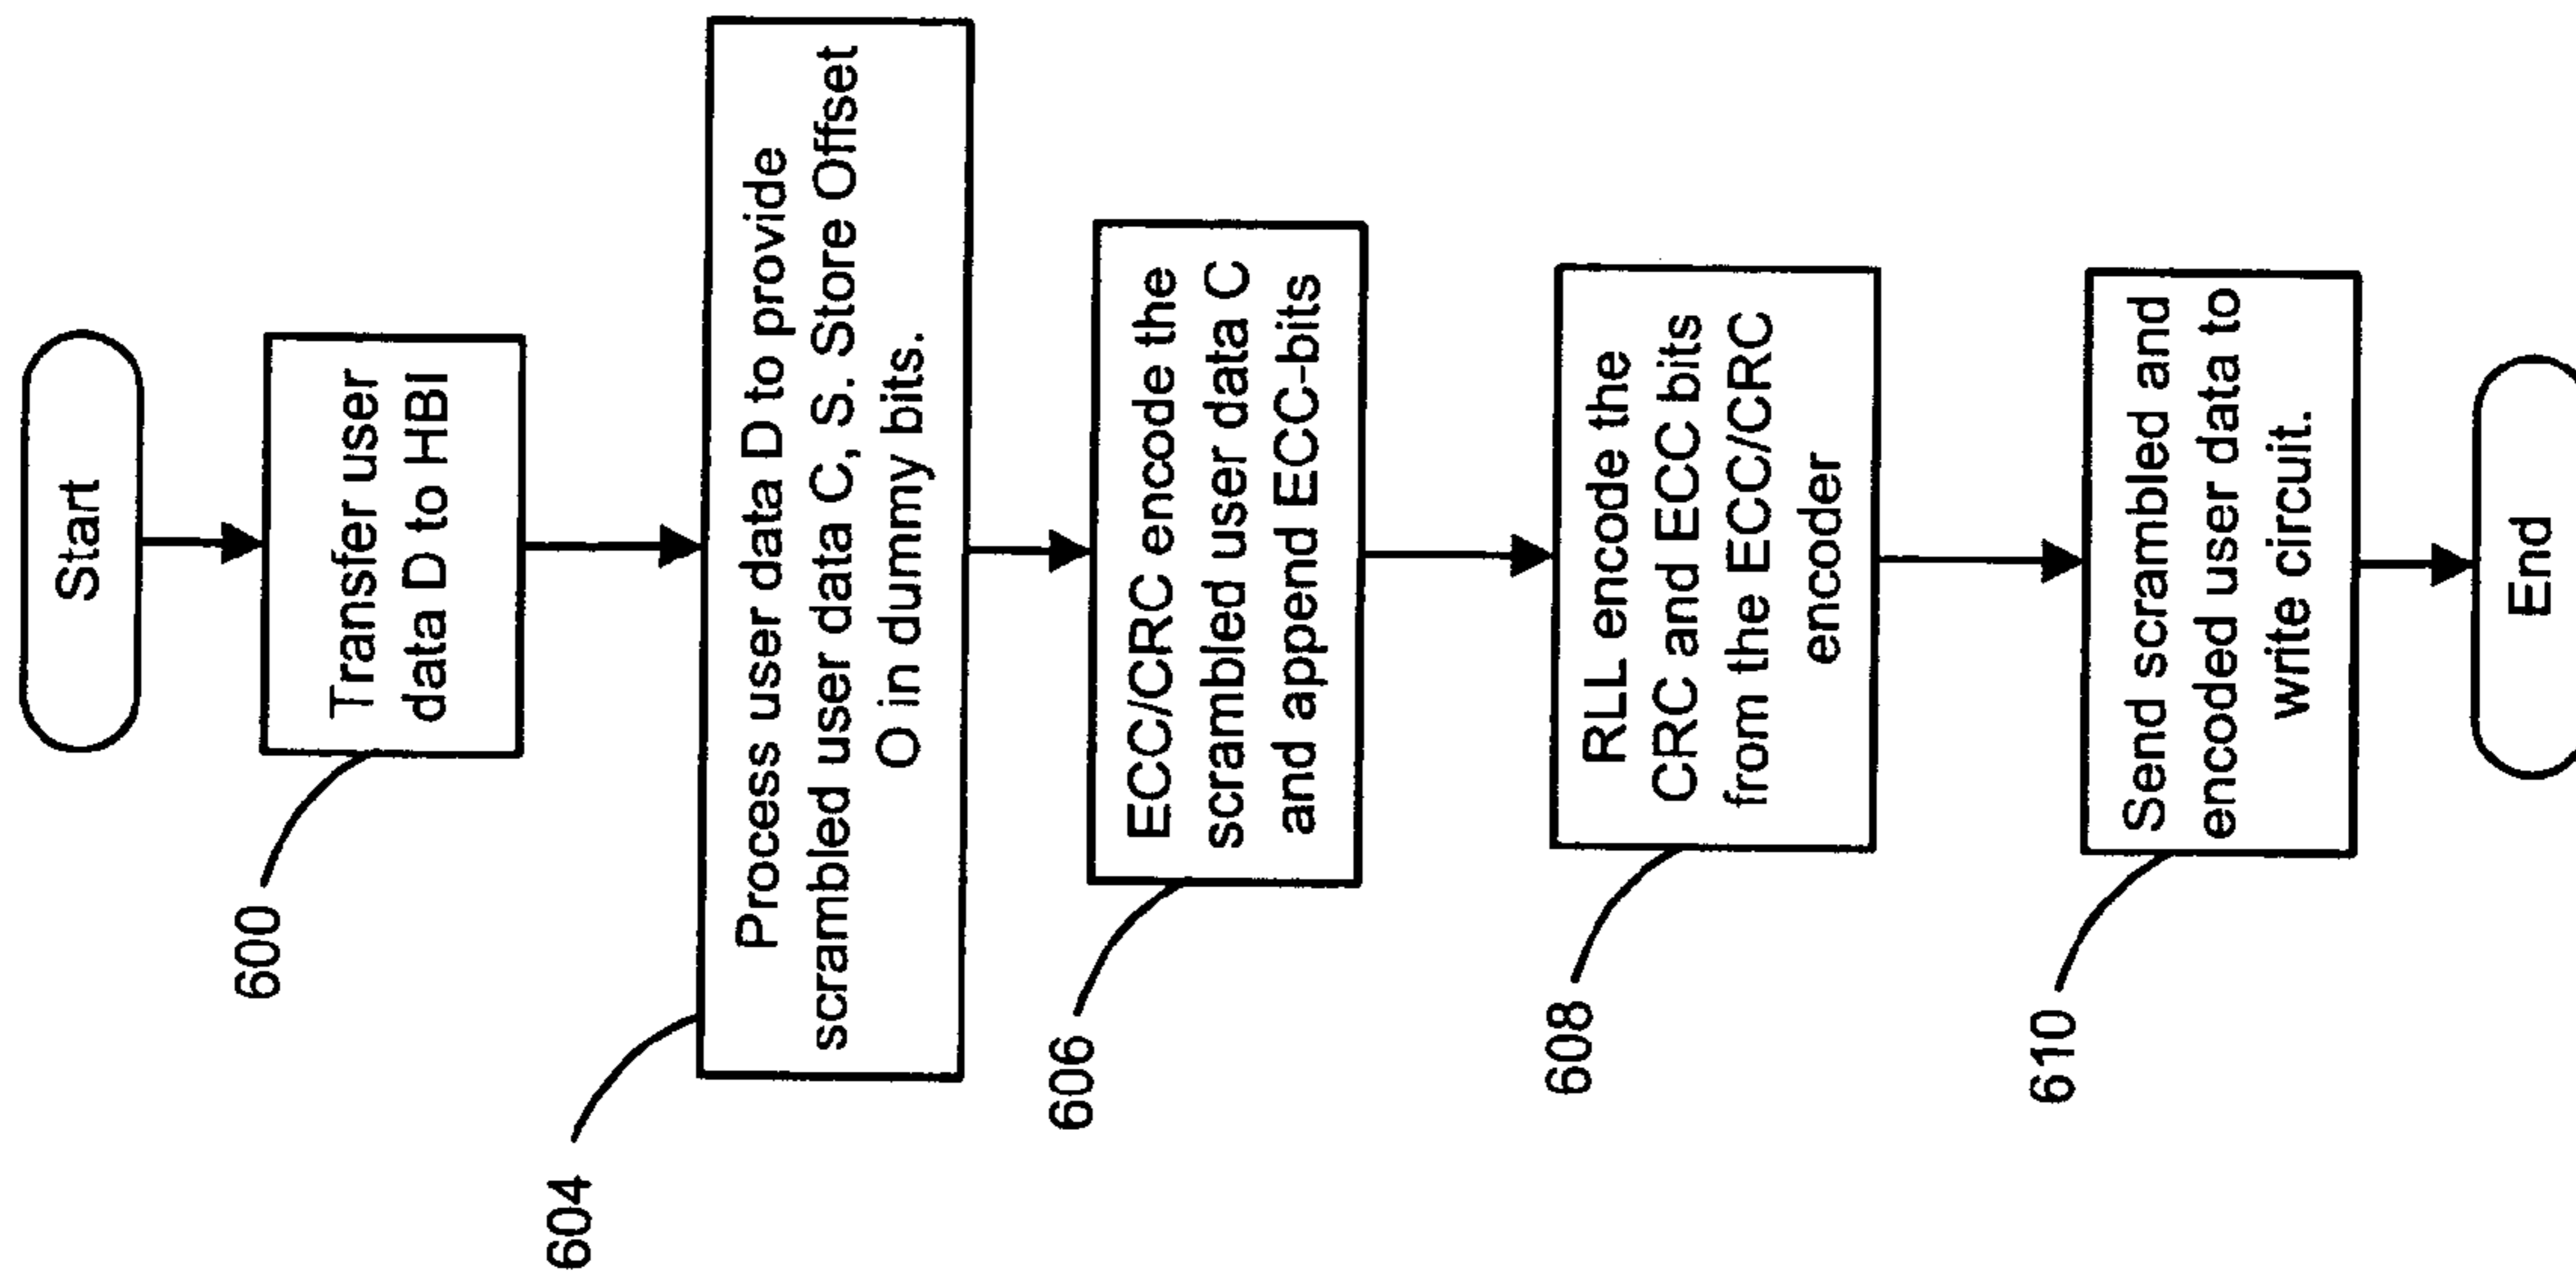 Start
600
Transfer user
data D to HBI
604
Process user data D to provide
scrambled user data C, S. Store Offset
O in dummy bits.
606
ECC/CRC encode the
scrambled user data C
and append ECC-bits
608
RLL encode the
CRC and ECC bits
from the ECC/CRC
encoder
610
Send scrambled and
encoded user data to
write circuit.
End